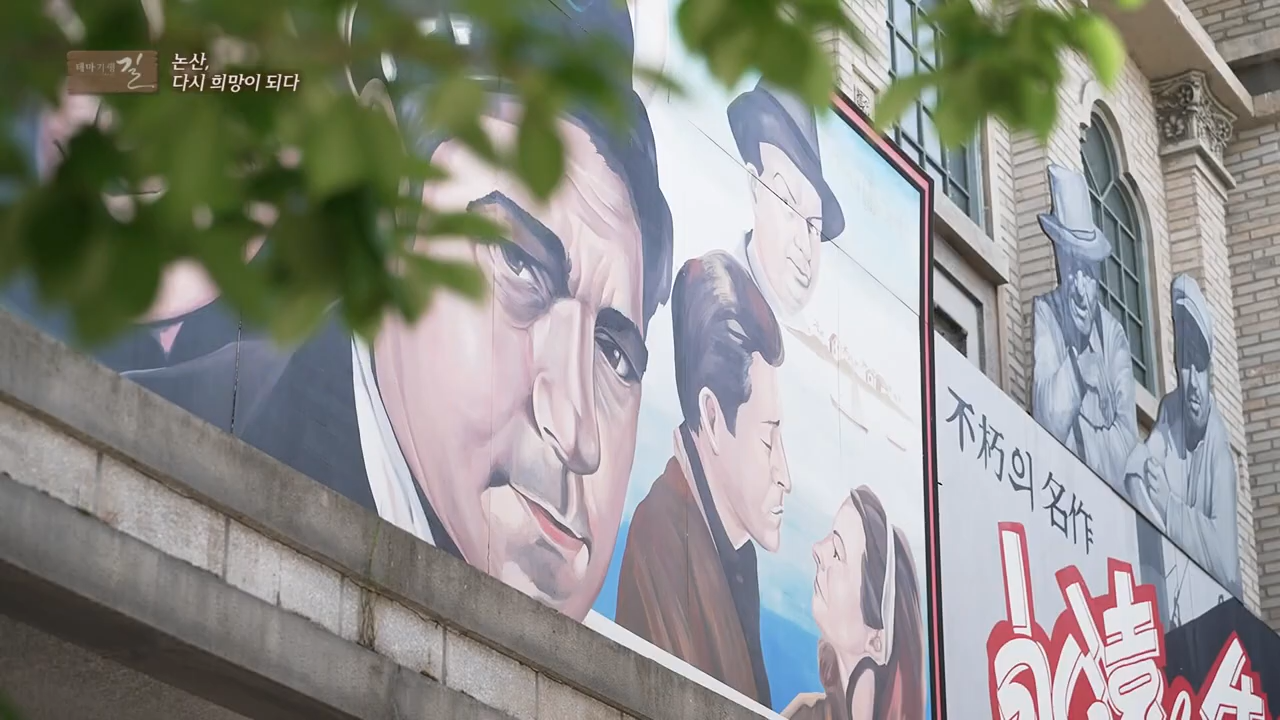 테마기행 길
논산,
다시 희망이 되다
不朽의 名作